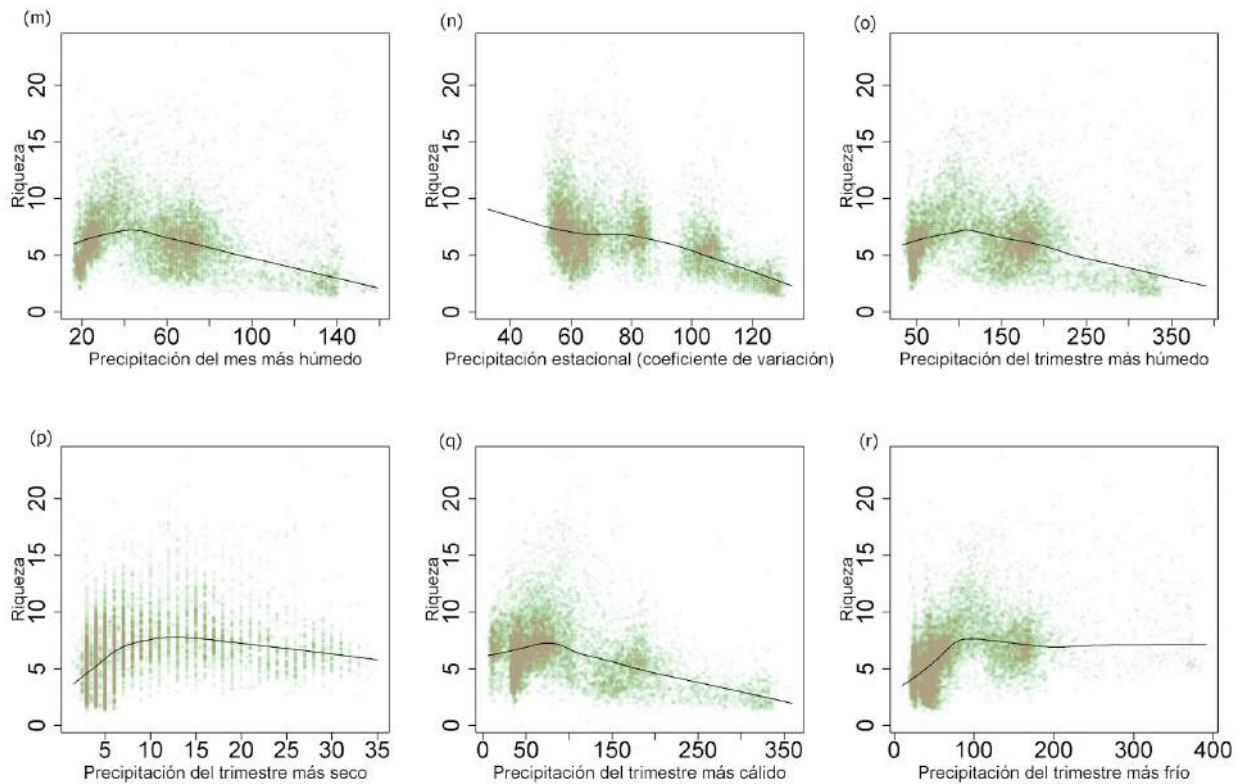 (m)
Riqueza
0 5 10 15 20
20 60 100 140
Precipitación del mes más húmedo
(n)
Riqueza
0 5 10 15 20
40 60 80 100 120
Precipitación estacional (coeficiente de variación)
(o)
Riqueza
0 5 10 15 20
50 150 250 350
Precipitación del trimestre más húmedo
(p)
Riqueza
0 5 10 15 20
5 10 15 20 25 30 35
Precipitación del trimestre más seco
(q)
Riqueza
0 5 10 15 20
0 50 150 250 350
Precipitación del trimestre más cálido
(r)
Riqueza
0 5 10 15 20
0 100 200 300 400
Precipitación del trimestre más frío